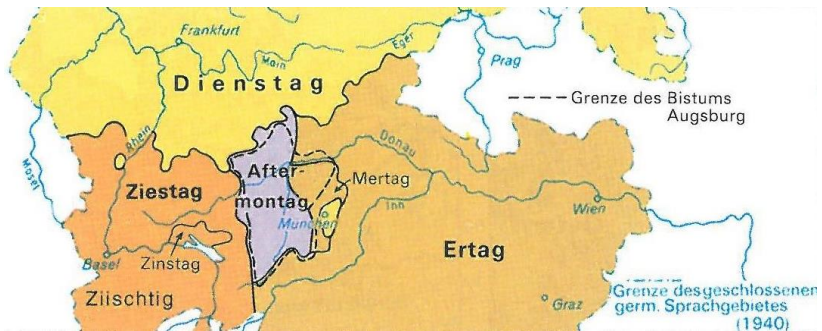 Frankfurt
Main
Eger
Prag
Dienstag
Grenze des Bistums
Augsburg
Mosel
Rhein
Donau
After-
montag
Mertag
Ziestag
München
Inn
Wien
Basel
Zinstag
Ertag
Ziischtig
Graz
Grenze des geschlossenen
germ. Sprachgebietes
(1940)